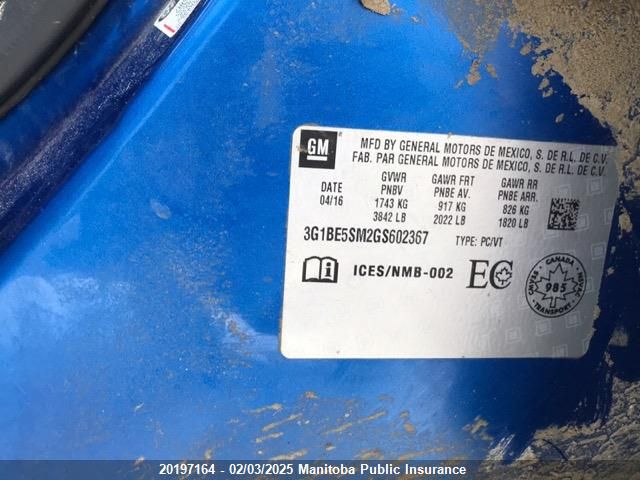 GM
MFD BY GENERAL MOTORS DE MEXICO, S. DE R.L. DE C.V.
FAB. PAR GENERAL MOTORS DE MEXICO, S. DE R.L. DE C.V.
GVWR GAWR FRT GAWR RR
DATE PNBV PNBE AV. PNBE ARR.
04/16 1743 KG 917 KG 826 KG
3842 LB 2022 LB 1820 LB
3G1BE5SM2GS602367 TYPE: PC/VT
ICES/NMB-002 EC
CANADA
985
TRANSPORT
20197164 - 02/03/2025 Manitoba Public Insurance